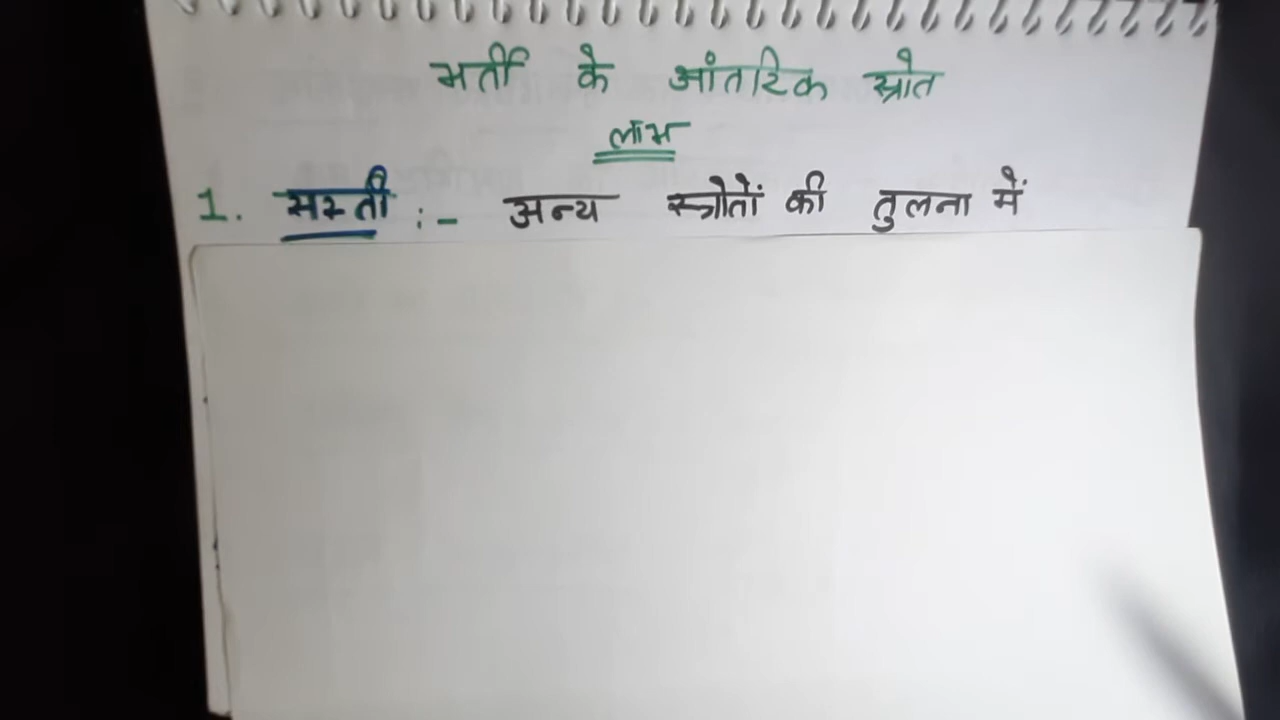 भर्ती के आंतरिक स्रोत
लाभ
1. सस्ती :- अन्य स्त्रोतों की तुलना में